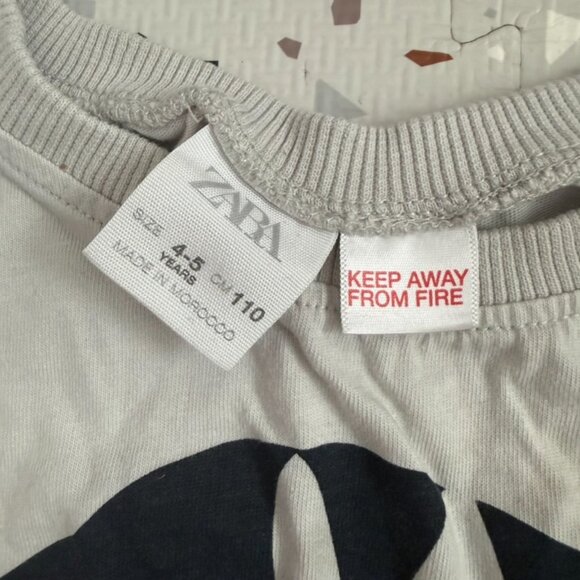 ZARA
SIZE 4-5 CM 110
YEARS
MADE IN MOROCCO
KEEP AWAY
FROM FIRE